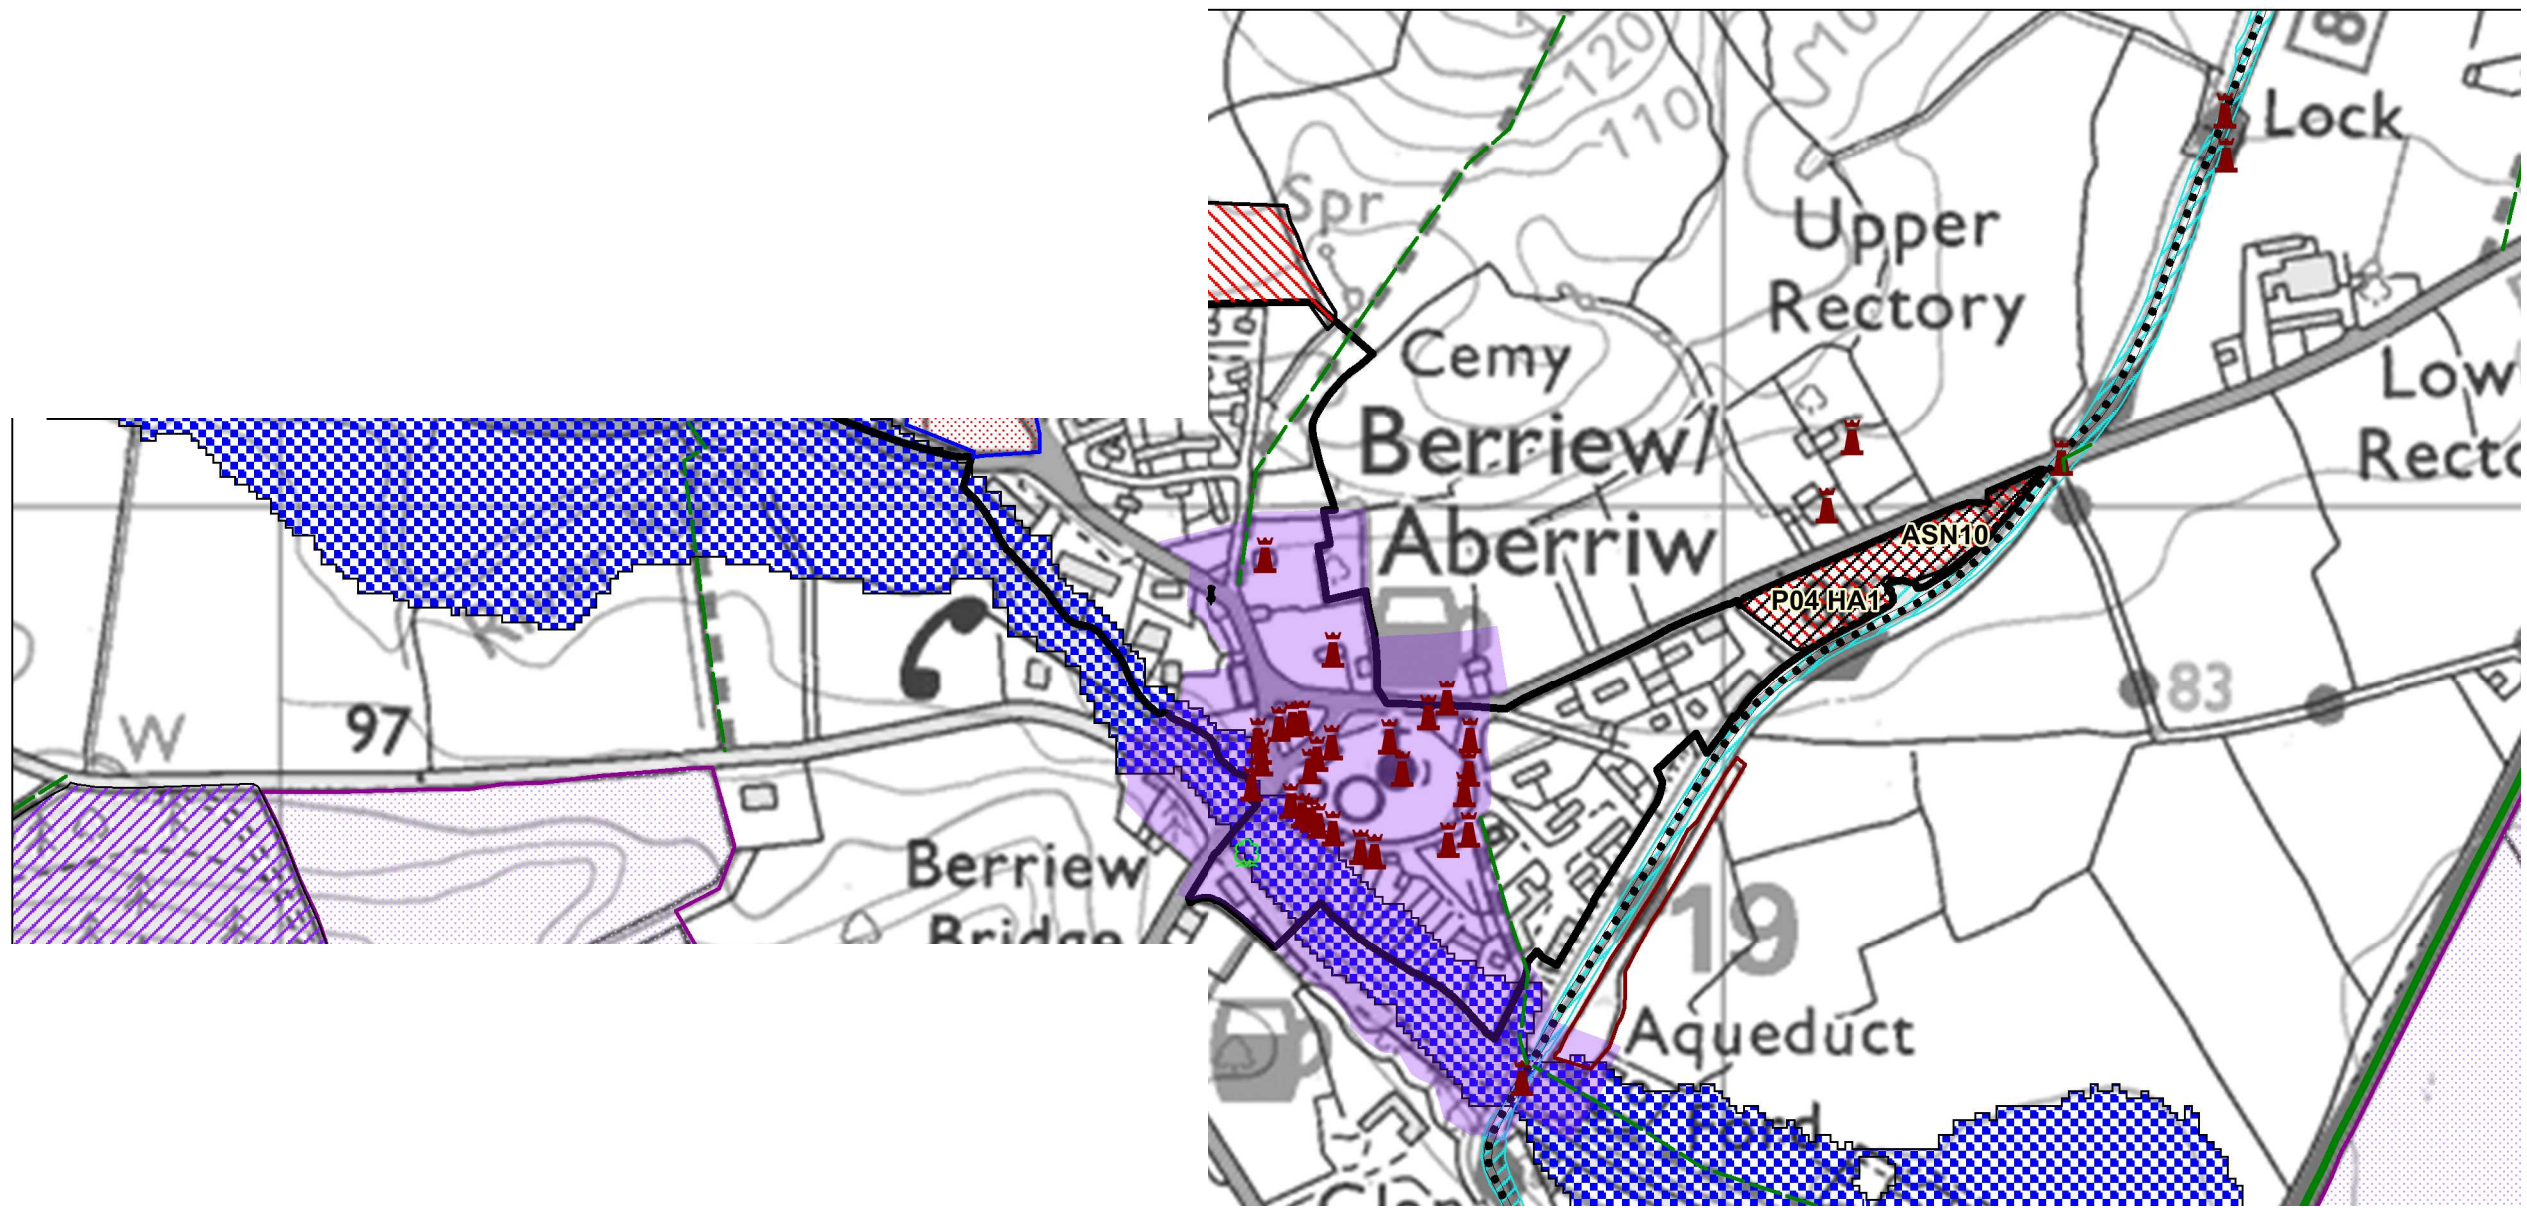 120
110
8
Lock
Spr
Upper
Rectory
Cemy
Berriew/
Aberriw
Low
Recto
ASN10
P04 HA1
83
W
97
Berriew
Bridge
19
Aqueduct
Ford